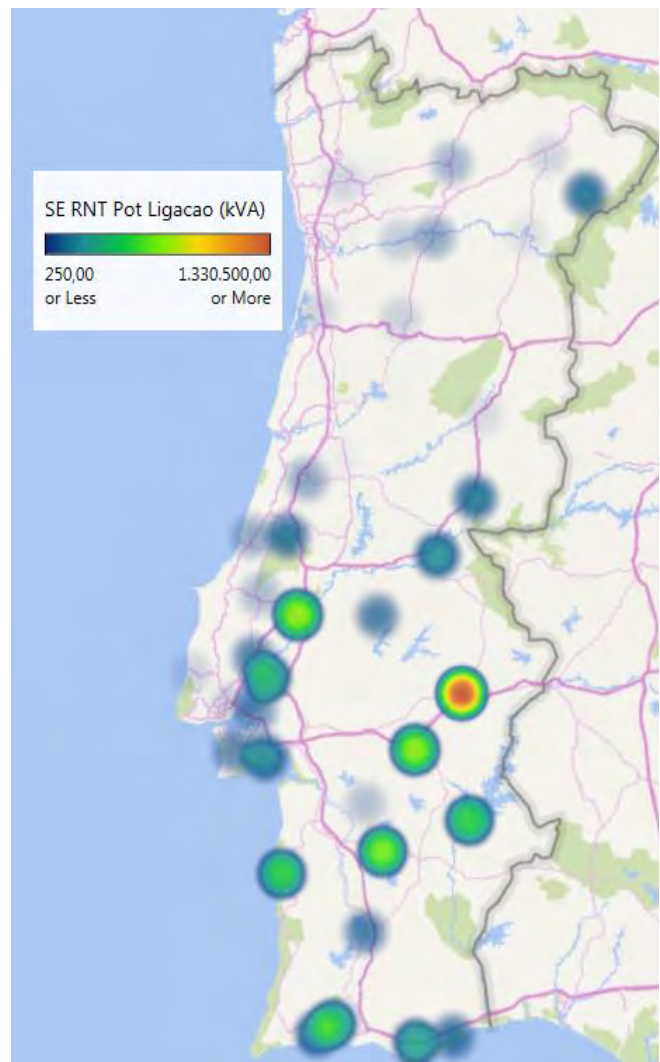 SE RNT Pot Ligacao (kVA)
250,00 1.330.500,00
or Less or More